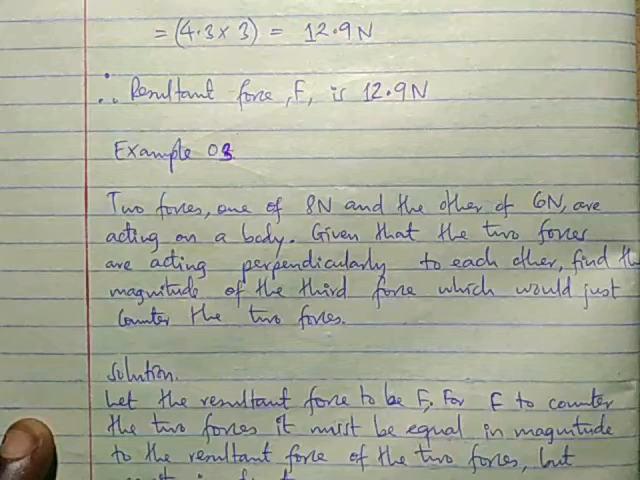 = (4.3 x 3) = 12.9N
∴ Resultant force, F, is 12.9N
Example 03
Two forces, one of 8N and the other of 6N, are
acting on a body. Given that the two forces
are acting perpendicularly to each other, find the
magnitude of the third force which would just
counter the two forces.
Solution.
Let the resultant force to be F. For F to counter
the two forces it must be equal in magnitude
to the resultant force of the two forces, but